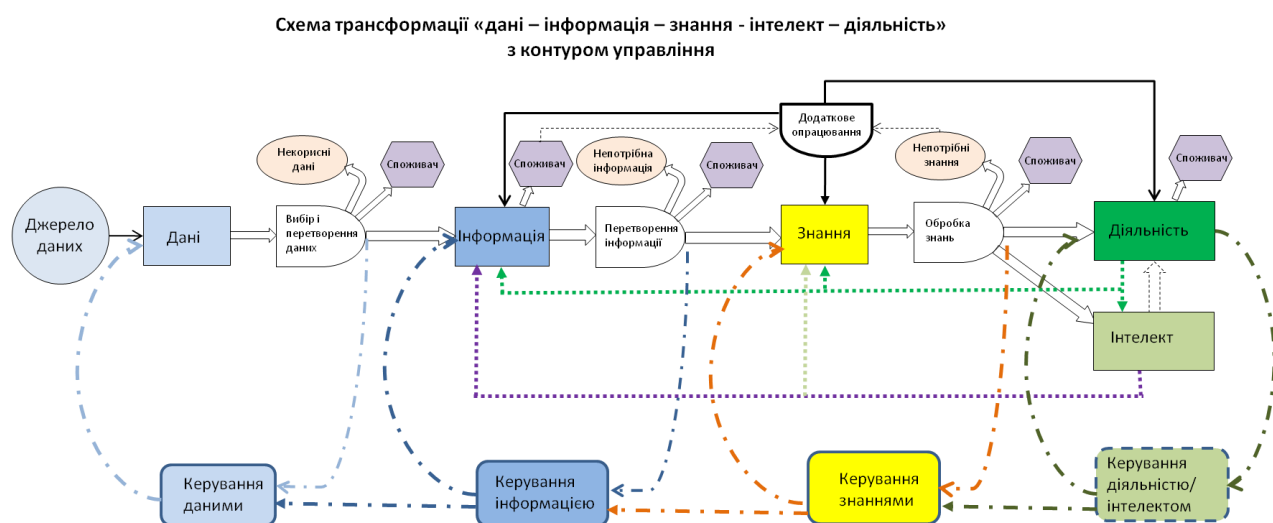 Схема трансформації «дані – інформація – знання - інтелект – діяльність»
з контуром управління
Додаткове
опрацювання
Некорисні
дані
Споживач
Споживач
Непотрібна
інформація
Споживач
Непотрібні
знання
Споживач
Споживач
Джерело
даних
Дані
Вибір і
перетворення
даних
Інформація
Перетворення
інформації
Знання
Обробка
знань
Діяльність
Інтелект
Керування
даними
Керування
інформацією
Керування
знаннями
Керування
діяльністю/
інтелектом